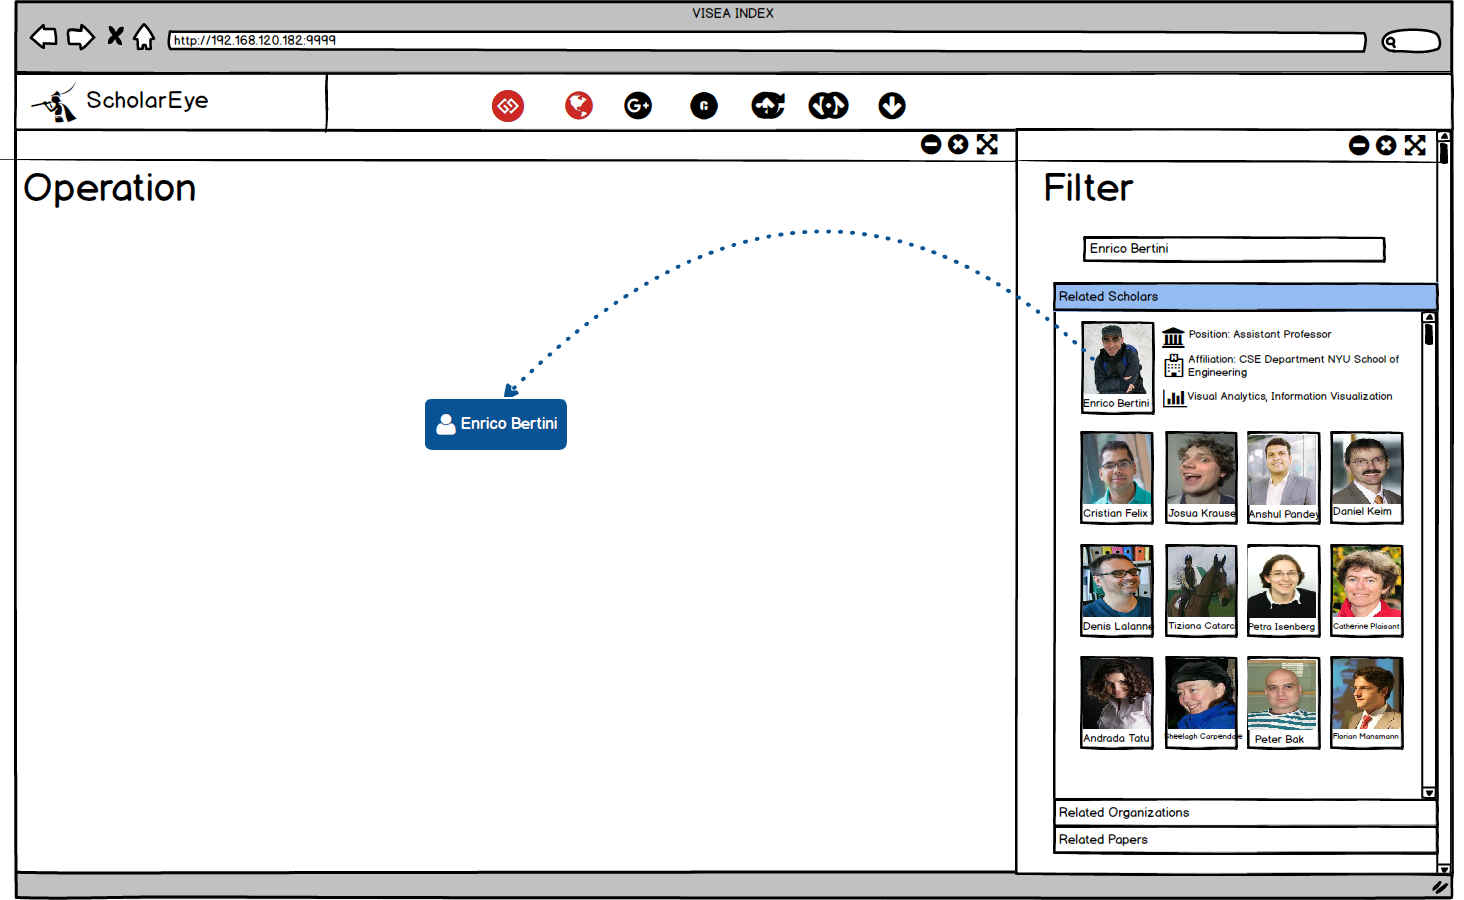 VISEA INDEX
http://192.168.120.182:9999
ScholarEye
G+
G
Operation
Filter
Enrico Bertini
Related Scholars
Position: Assistant Professor
Affiliation: CSE Department NYU School of
Engineering
Visual Analytics, Information Visualization
Enrico Bertini
Enrico Bertini
Cristian Felix
Josua Krause
Anshul Pandey
Daniel Keim
Denis Lalanne
Tiziana Catarc
Petra Isenberg
Catherine Plaisant
Andrada Tatu
Sheelagh Carpendale
Peter Bak
Florian Mansmann
Related Organizations
Related Papers